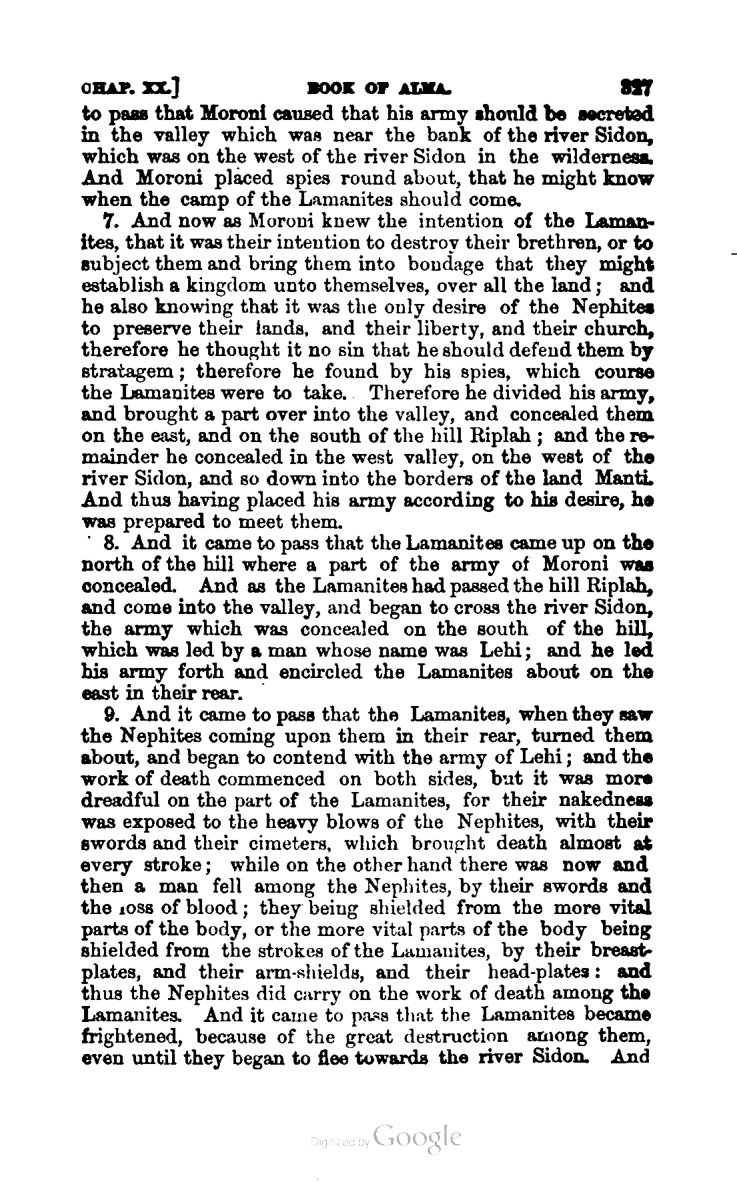 CHAP. XX.] BOOK OF ALMA. 327
to pass that Moroni caused that his army should be secreted
in the valley which was near the bank of the river Sidon,
which was on the west of the river Sidon in the wilderness.
And Moroni placed spies round about, that he might know
when the camp of the Lamanites should come.
7. And now as Moroni knew the intention of the Laman-
ites, that it was their intention to destroy their brethren, or to
subject them and bring them into bondage that they might
establish a kingdom unto themselves, over all the land; and
he also knowing that it was the only desire of the Nephites
to preserve their lands, and their liberty, and their church,
therefore he thought it no sin that he should defend them by
stratagem; therefore he found by his spies, which course
the Lamanites were to take. Therefore he divided his army,
and brought a part over into the valley, and concealed them
on the east, and on the south of the hill Riplah; and the re-
mainder he concealed in the west valley, on the west of the
river Sidon, and so down into the borders of the land Manti.
And thus having placed his army according to his desire, he
was prepared to meet them.
8. And it came to pass that the Lamanites came up on the
north of the hill where a part of the army of Moroni was
concealed. And as the Lamanites had passed the hill Riplah,
and come into the valley, and began to cross the river Sidon,
the army which was concealed on the south of the hill,
which was led by a man whose name was Lehi; and he led
his army forth and encircled the Lamanites about on the
east in their rear.
9. And it came to pass that the Lamanites, when they saw
the Nephites coming upon them in their rear, turned them
about, and began to contend with the army of Lehi; and the
work of death commenced on both sides, but it was more
dreadful on the part of the Lamanites, for their nakedness
was exposed to the heavy blows of the Nephites, with their
swords and their cimeters, which brought death almost at
every stroke; while on the other hand there was now and
then a man fell among the Nephites, by their swords and
the loss of blood; they being shielded from the more vital
parts of the body, or the more vital parts of the body being
shielded from the strokes of the Lamanites, by their breast-
plates, and their arm-shields, and their head-plates: and
thus the Nephites did carry on the work of death among the
Lamanites. And it came to pass that the Lamanites became
frightened, because of the great destruction among them,
even until they began to flee towards the river Sidon. And
Digitized by Google